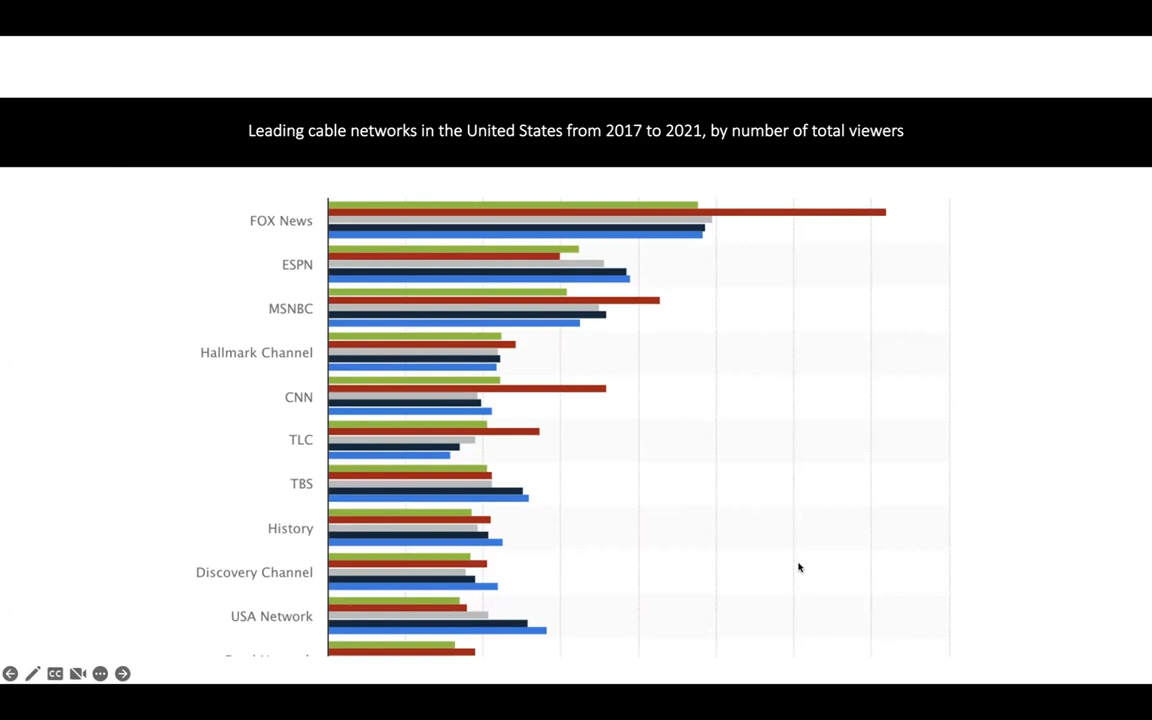 Leading cable networks in the United States from 2017 to 2021, by number of total viewers
FOX News
ESPN
MSNBC
Hallmark Channel
CNN
TLC
TBS
History
Discovery Channel
USA Network
CC